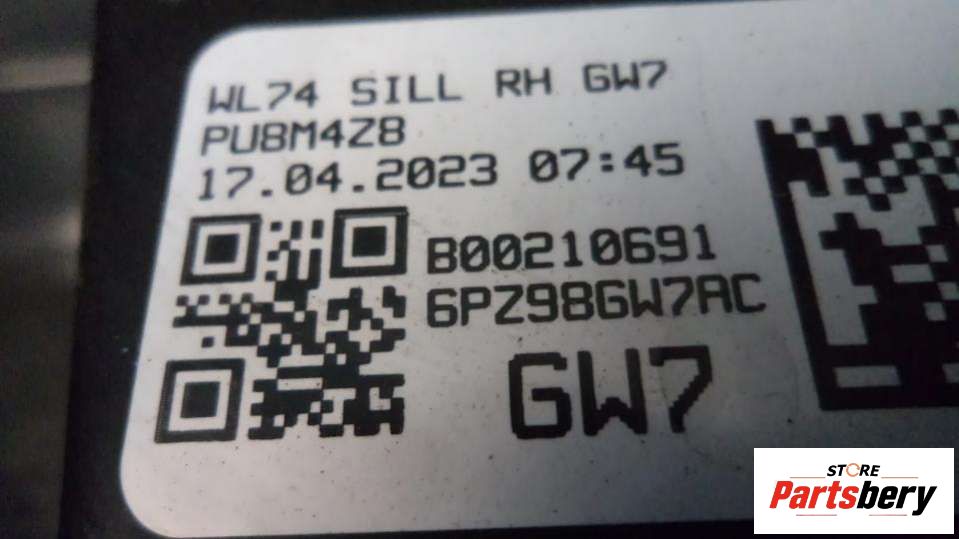 WL74 SILL RH GW7
PU8M4Z8
17.04.2023 07:45
B00210691
6PZ98GW7AC
GW7
STORE
Partsbery